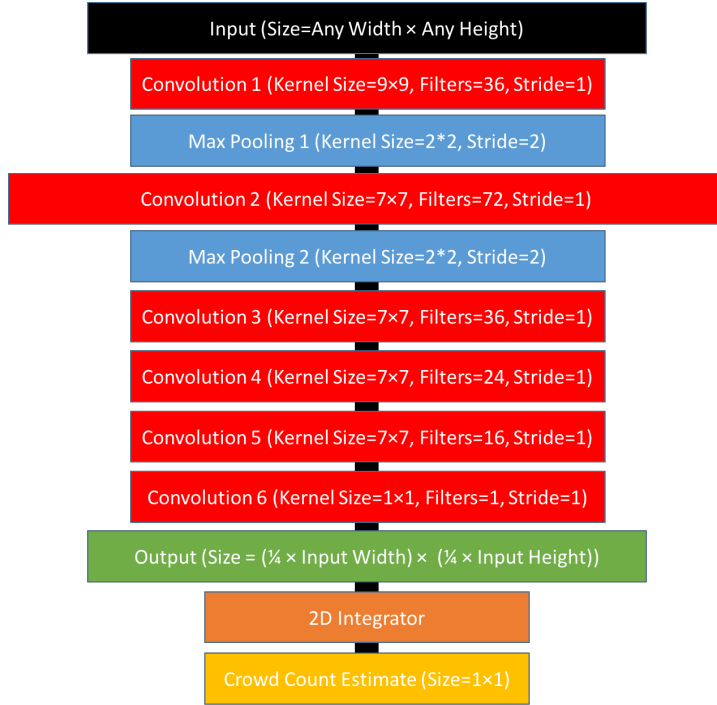 Input (Size=Any Width × Any Height)
Convolution 1 (Kernel Size=9×9, Filters=36, Stride=1)
Max Pooling 1 (Kernel Size=2*2, Stride=2)
Convolution 2 (Kernel Size=7×7, Filters=72, Stride=1)
Max Pooling 2 (Kernel Size=2*2, Stride=2)
Convolution 3 (Kernel Size=7×7, Filters=36, Stride=1)
Convolution 4 (Kernel Size=7×7, Filters=24, Stride=1)
Convolution 5 (Kernel Size=7×7, Filters=16, Stride=1)
Convolution 6 (Kernel Size=1×1, Filters=1, Stride=1)
Output (Size = (¼ × Input Width) × (¼ × Input Height))
2D Integrator
Crowd Count Estimate (Size=1×1)